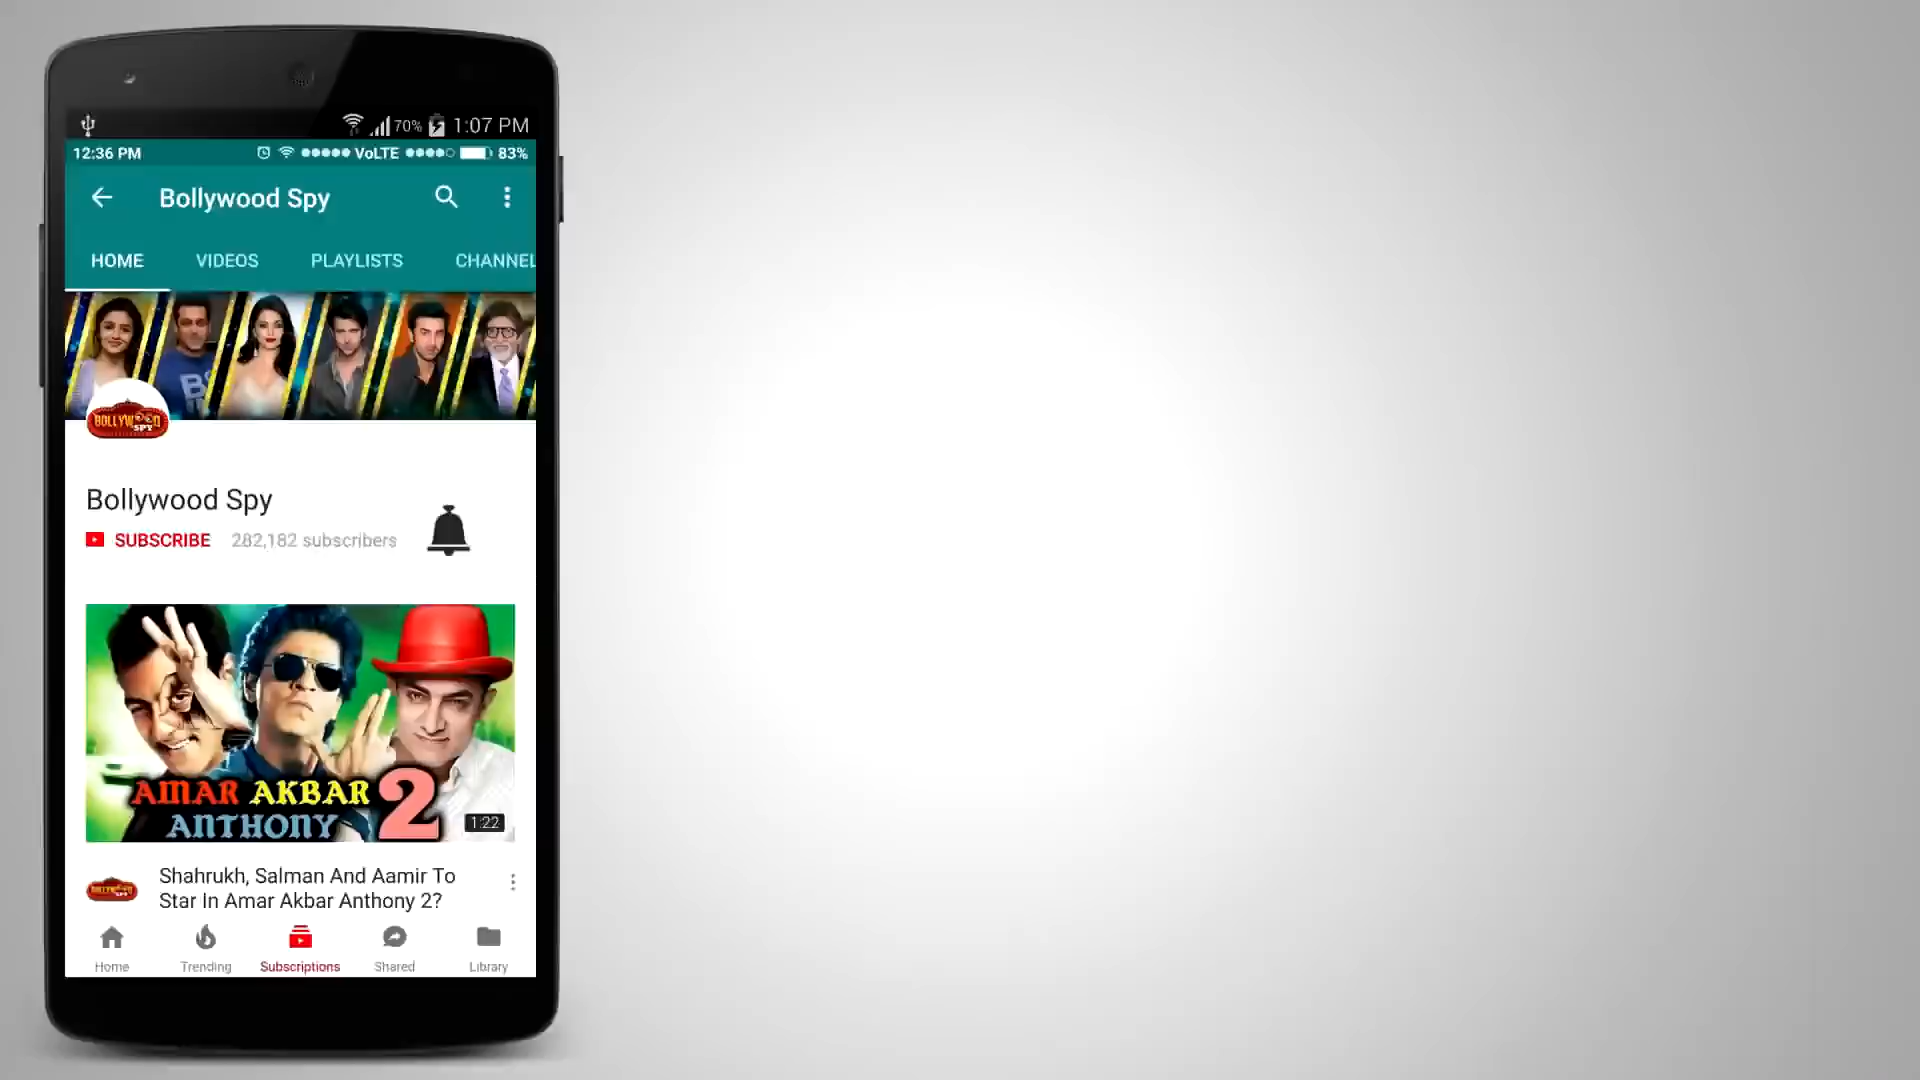 70% 1:07 PM
12:36 PM VoLTE 83%
Bollywood Spy
HOME VIDEOS PLAYLISTS CHANNEL
BOLLYWOOD
SPY
Bollywood Spy
SUBSCRIBE 282,182 subscribers
AMAR AKBAR
ANTHONY 2
1:22
Shahrukh, Salman And Aamir To
Star In Amar Akbar Anthony 2?
Home Trending Subscriptions Shared Library